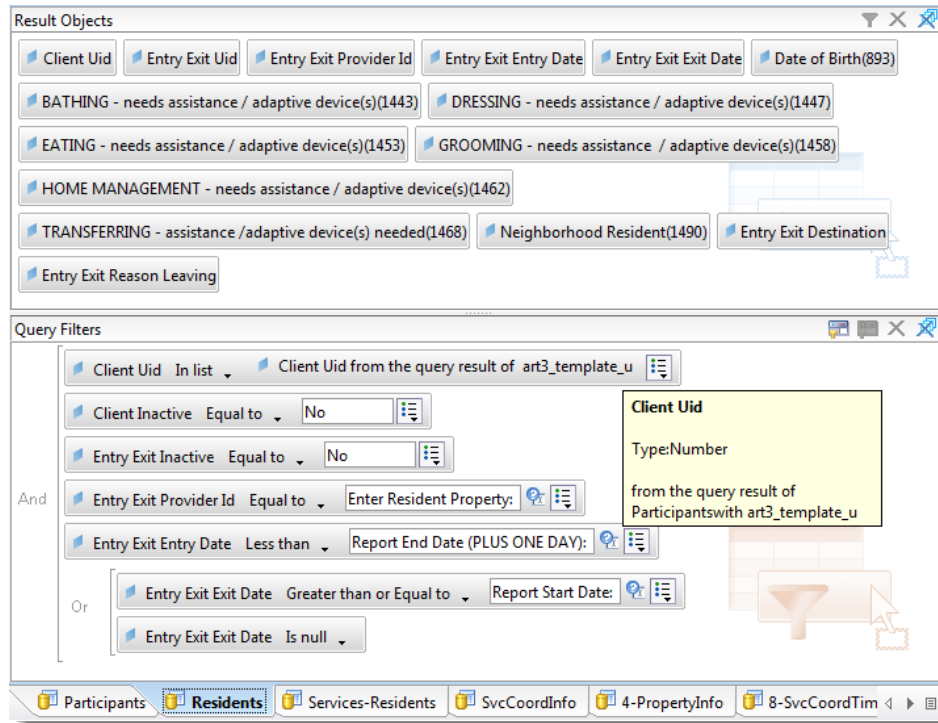 Result Objects
Client Uid Entry Exit Uid Entry Exit Provider Id Entry Exit Entry Date Entry Exit Exit Date Date of Birth(893)
BATHING - needs assistance / adaptive device(s)(1443) DRESSING - needs assistance / adaptive device(s)(1447)
EATING - needs assistance / adaptive device(s)(1453) GROOMING - needs assistance / adaptive device(s)(1458)
HOME MANAGEMENT - needs assistance / adaptive device(s)(1462)
TRANSFERRING - assistance /adaptive device(s) needed(1468) Neighborhood Resident(1490) Entry Exit Destination
Entry Exit Reason Leaving
Query Filters
Client Uid In list Client Uid from the query result of art3_template_u
Client Inactive Equal to No
Entry Exit Inactive Equal to No
And
Entry Exit Provider Id Equal to Enter Resident Property:
Entry Exit Entry Date Less than Report End Date (PLUS ONE DAY):
Or
Entry Exit Exit Date Greater than or Equal to Report Start Date:
Entry Exit Exit Date Is null
Client Uid
Type:Number
from the query result of
Participantswith art3_template_u
Participants Residents Services-Residents SvcCoordInfo 4-PropertyInfo 8-SvcCoordTim